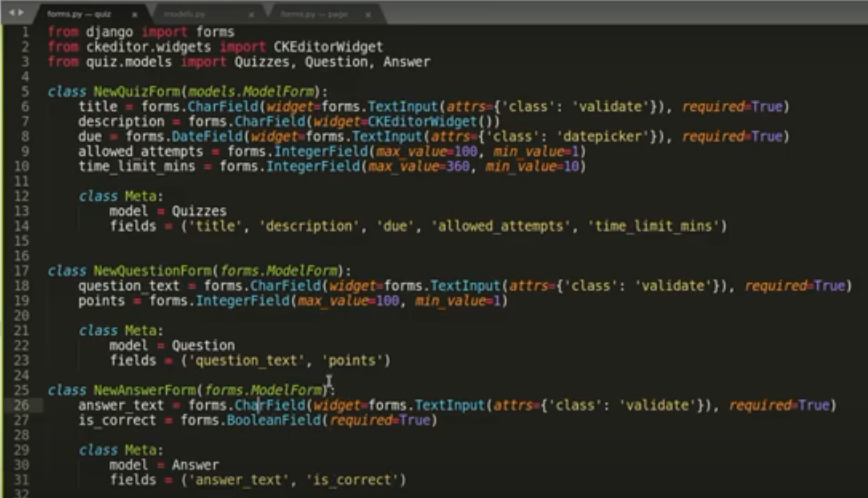 forms.py — quiz models.py forms.py — page
1 from django import forms
2 from ckeditor.widgets import CKEditorWidget
3 from quiz.models import Quizzes, Question, Answer
4
5 class NewQuizForm(models.ModelForm):
6 title = forms.CharField(widget=forms.TextInput(attrs={'class': 'validate'}), required=True)
7 description = forms.CharField(widget=CKEditorWidget())
8 due = forms.DateField(widget=forms.TextInput(attrs={'class': 'datepicker'}), required=True)
9 allowed_attempts = forms.IntegerField(max_value=100, min_value=1)
10 time_limit_mins = forms.IntegerField(max_value=360, min_value=10)
11
12 class Meta:
13 model = Quizzes
14 fields = ('title', 'description', 'due', 'allowed_attempts', 'time_limit_mins')
15
16
17 class NewQuestionForm(forms.ModelForm):
18 question_text = forms.CharField(widget=forms.TextInput(attrs={'class': 'validate'}), required=True)
19 points = forms.IntegerField(max_value=100, min_value=1)
20
21 class Meta:
22 model = Question
23 fields = ('question_text', 'points')
24
25 class NewAnswerForm(forms.ModelForm):
26 answer_text = forms.CharField(widget=forms.TextInput(attrs={'class': 'validate'}), required=True)
27 is_correct = forms.BooleanField(required=True)
28
29 class Meta:
30 model = Answer
31 fields = ('answer_text', 'is_correct')
32